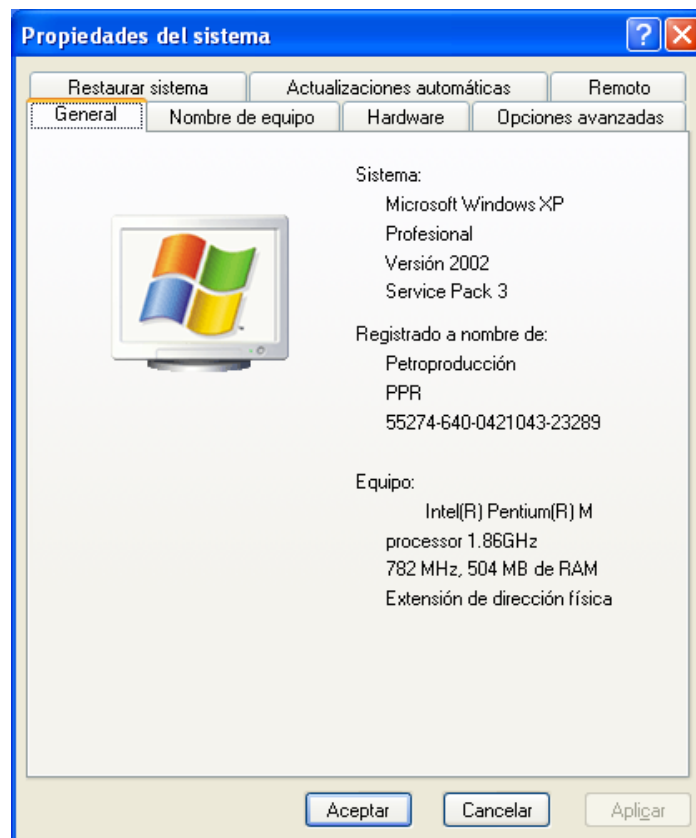 Propiedades del sistema
Restaurar sistema
Actualizaciones automáticas
Remoto
General
Nombre de equipo
Hardware
Opciones avanzadas
Sistema:
Microsoft Windows XP
Profesional
Versión 2002
Service Pack 3
Registrado a nombre de:
Petroproducción
PPR
55274-640-0421043-23289
Equipo:
Intel(R) Pentium(R) M
processor 1.86GHz
782 MHz, 504 MB de RAM
Extensión de dirección física
Aceptar
Cancelar
Aplicar